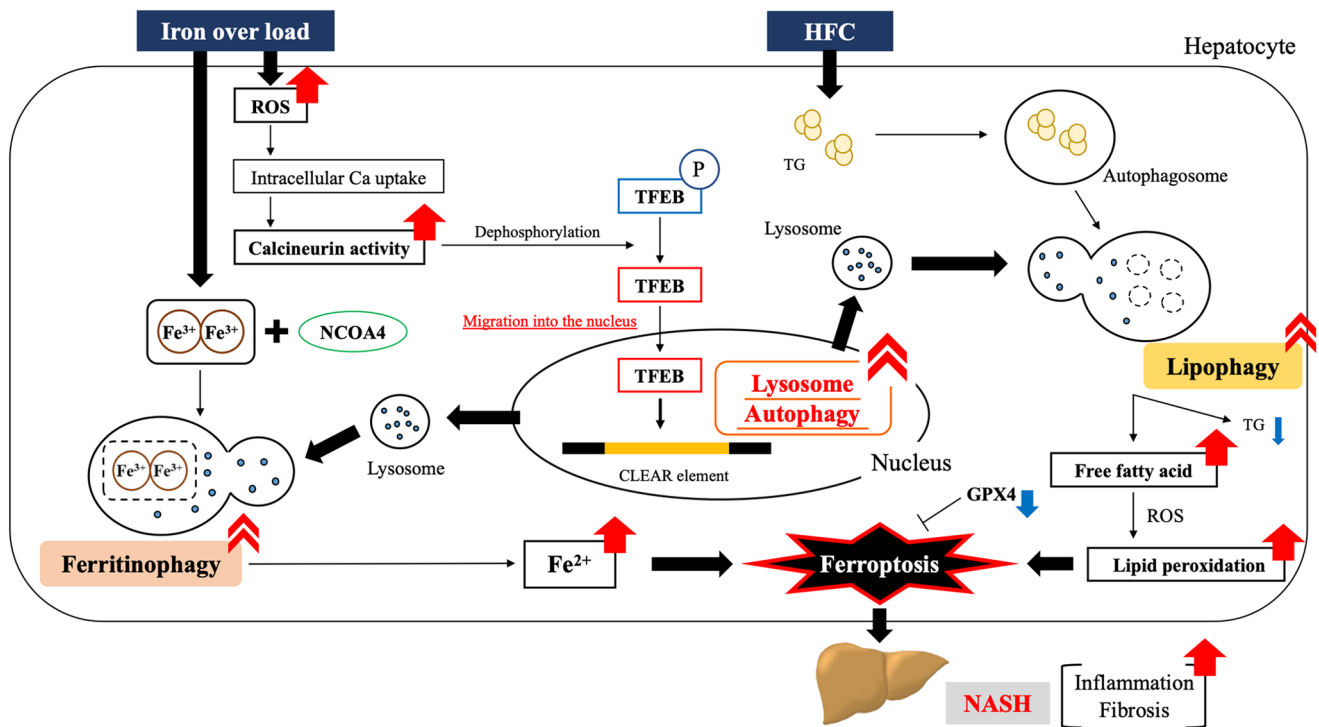 Iron over load
HFC
Hepatocyte
ROS
TG
Autophagosome
Intracellular Ca uptake
P
TFEB
Calcineurin activity
Dephosphorylation
Lysosome
TFEB
Migration into the nucleus
Fe³⁺ Fe³⁺
+
NCOA4
TFEB
Lysosome
Autophagy
Lipophagy
Fe³⁺ Fe³⁺
Lysosome
CLEAR element
Nucleus
TG
Free fatty acid
GPX4
ROS
Ferritinophagy
Fe²⁺
Ferroptosis
Lipid peroxidation
NASH
Inflammation
Fibrosis